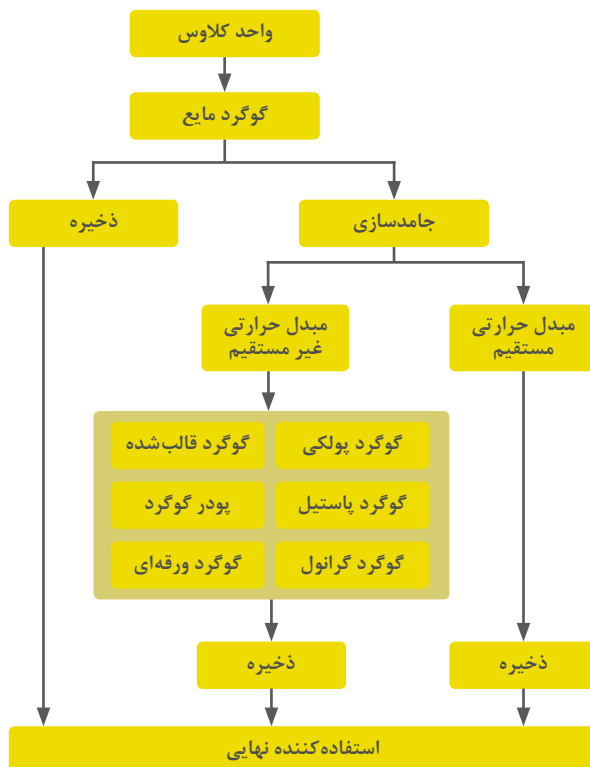 واحد کلاوس
گوگرد مایع
جامدسازی
ذخیره
مبدل حرارتی
مستقیم
مبدل حرارتی
غیر مستقیم
گوگرد پولکی
گوگرد قالب‌شده
گوگرد پاستیل
پودر گوگرد
گوگرد گرانول
گوگرد ورقه‌ای
ذخیره
ذخیره
استفاده‌کننده نهایی